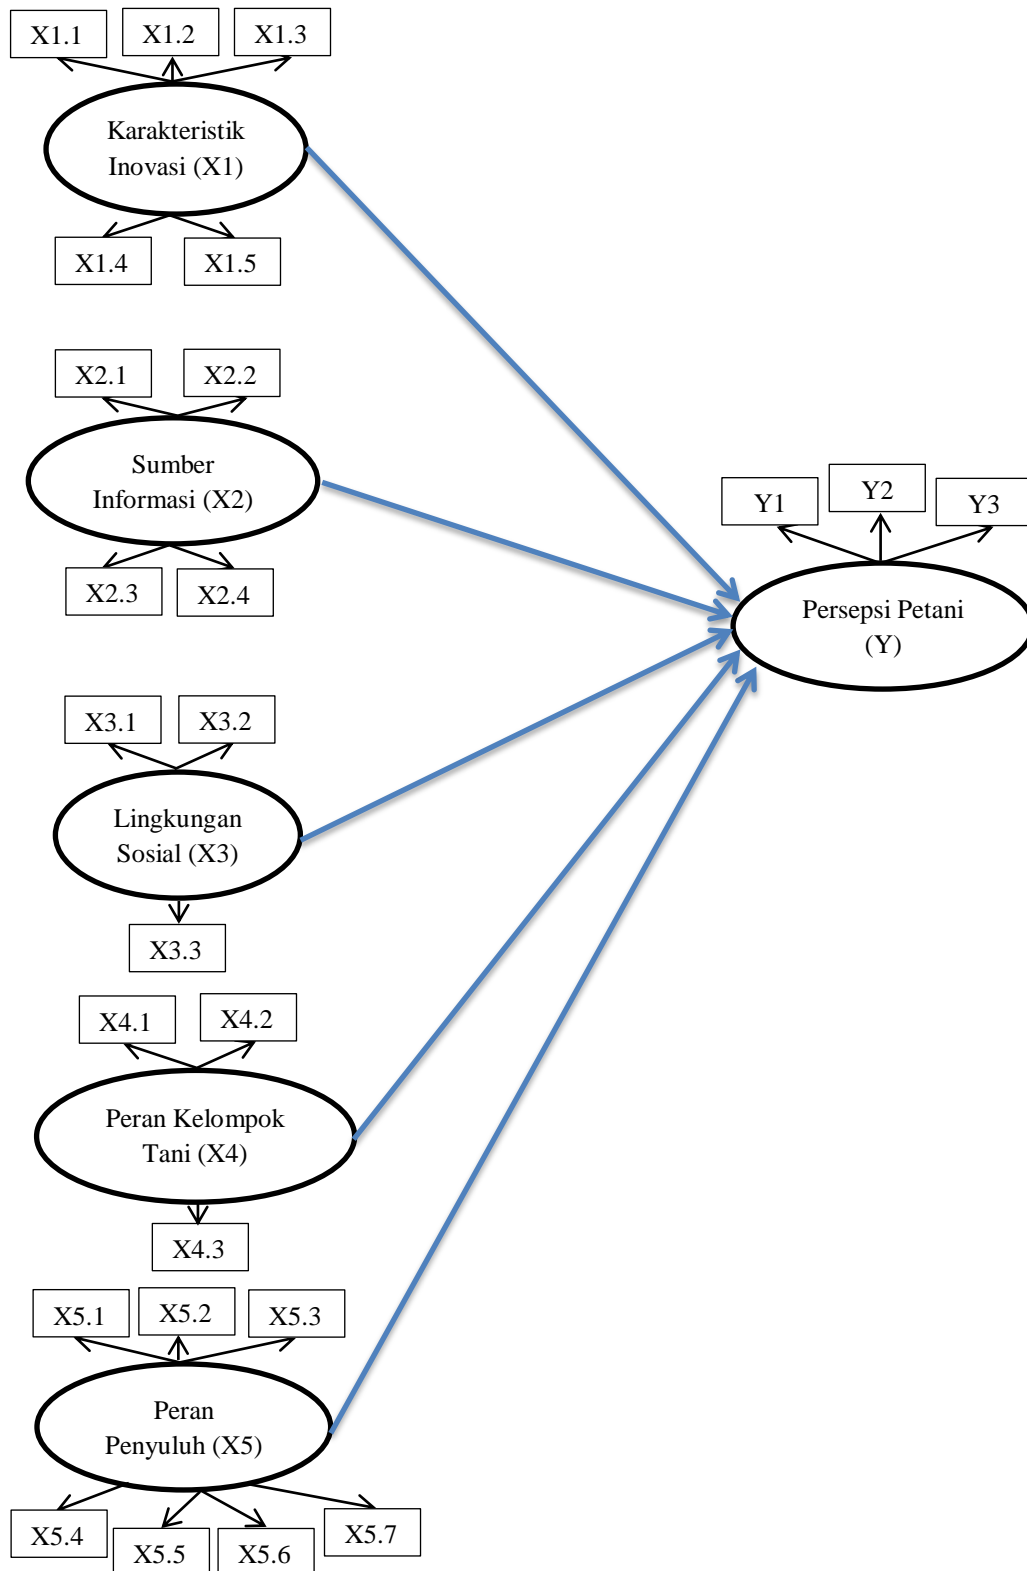 X1.1
X1.2
X1.3
Karakteristik
Inovasi (X1)
X1.4
X1.5
X2.1
X2.2
Sumber
Informasi (X2)
X2.3
X2.4
Y1
Y2
Y3
Persepsi Petani
(Y)
X3.1
X3.2
Lingkungan
Sosial (X3)
X3.3
X4.1
X4.2
Peran Kelompok
Tani (X4)
X4.3
X5.1
X5.2
X5.3
Peran
Penyuluh (X5)
X5.4
X5.5
X5.6
X5.7